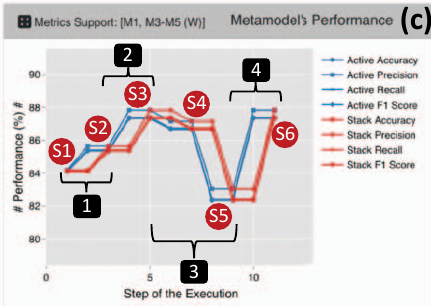 Metrics Support: [M1, M3-M5 (W)] Metamodel's Performance (c)
# Performance (%) #
90
88
86
84
82
80
0
5
10
Step of the Execution
S1
S2
S3
S4
S5
S6
1
2
3
4
Active Accuracy
Active Precision
Active Recall
Active F1 Score
Stack Accuracy
Stack Precision
Stack Recall
Stack F1 Score